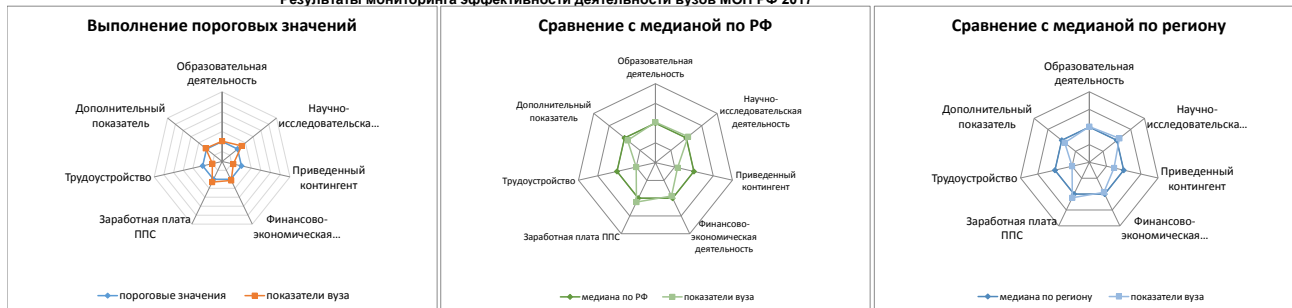 Результаты мониторинга эффективности деятельности вузов МОН РФ 2017
Выполнение пороговых значений
Образовательная
деятельность
Научно-
исследовательска...
Приведенный
контингент
Финансово-
экономическая...
Заработная плата
ППС
Трудоустройство
Дополнительный
показатель
пороговые значения
показатели вуза
Сравнение с медианой по РФ
Образовательная
деятельность
Научно-
исследовательская
деятельность
Приведенный
контингент
Финансово-
экономическая
деятельность
Заработная плата ППС
Трудоустройство
Дополнительный
показатель
медиана по РФ
показатели вуза
Сравнение с медианой по региону
Образовательная
деятельность
Научно-
исследовательска...
Приведенный
контингент
Финансово-
экономическая...
Заработная плата
ППС
Трудоустройство
Дополнительный
показатель
медиана по региону
показатели вуза